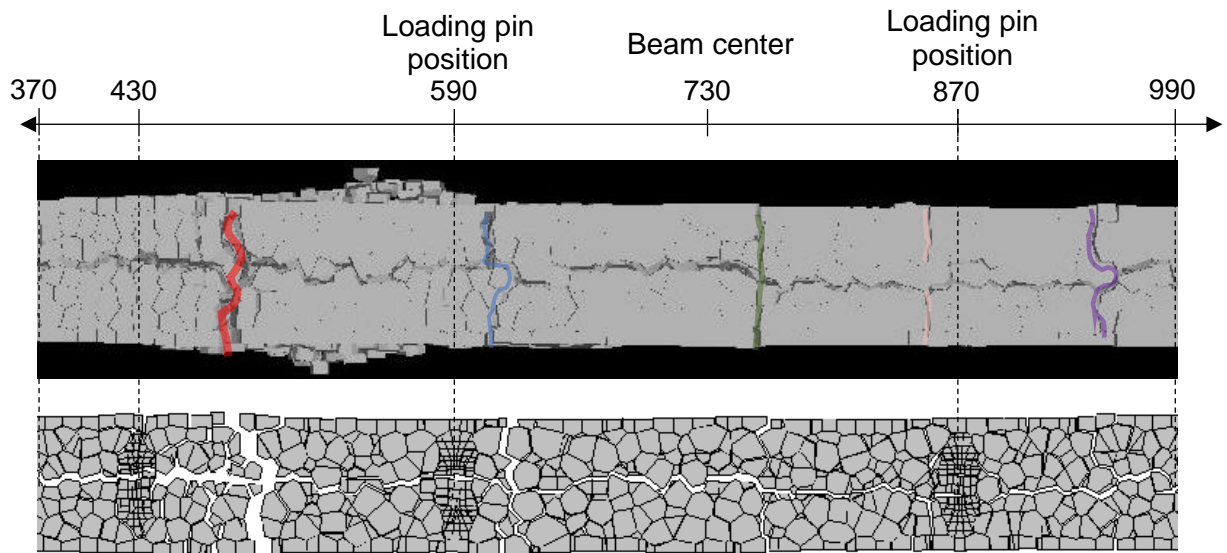 Loading pin
position
Beam center
Loading pin
position
370
430
590
730
870
990